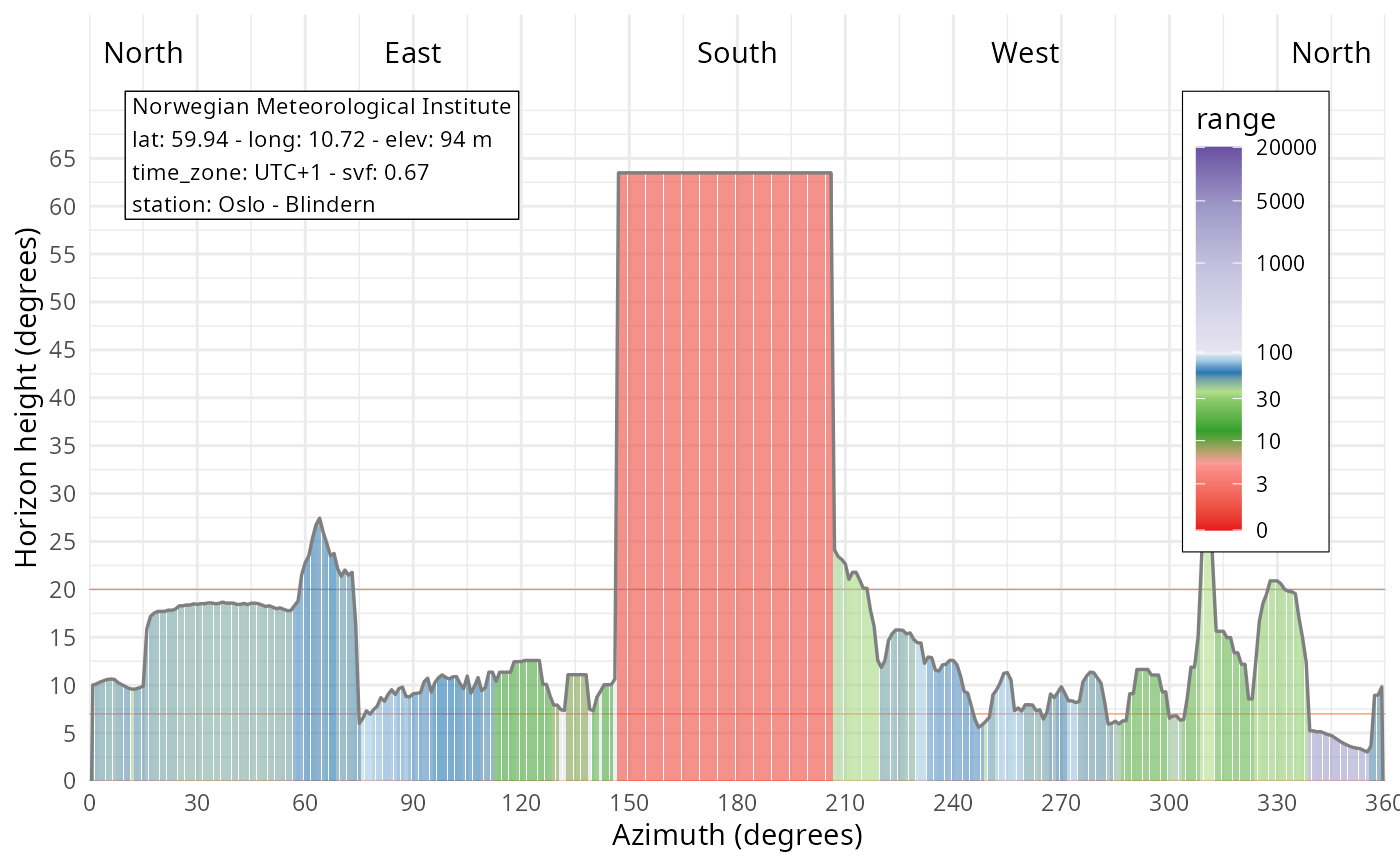 North East South West North
Norwegian Meteorological Institute
lat: 59.94 - long: 10.72 - elev: 94 m
time_zone: UTC+1 - svf: 0.67
station: Oslo - Blindern
range
20000
5000
1000
100
30
10
3
0
Horizon height (degrees)
65
60
55
50
45
40
35
30
25
20
15
10
5
0
0 30 60 90 120 150 180 210 240 270 300 330 360
Azimuth (degrees)